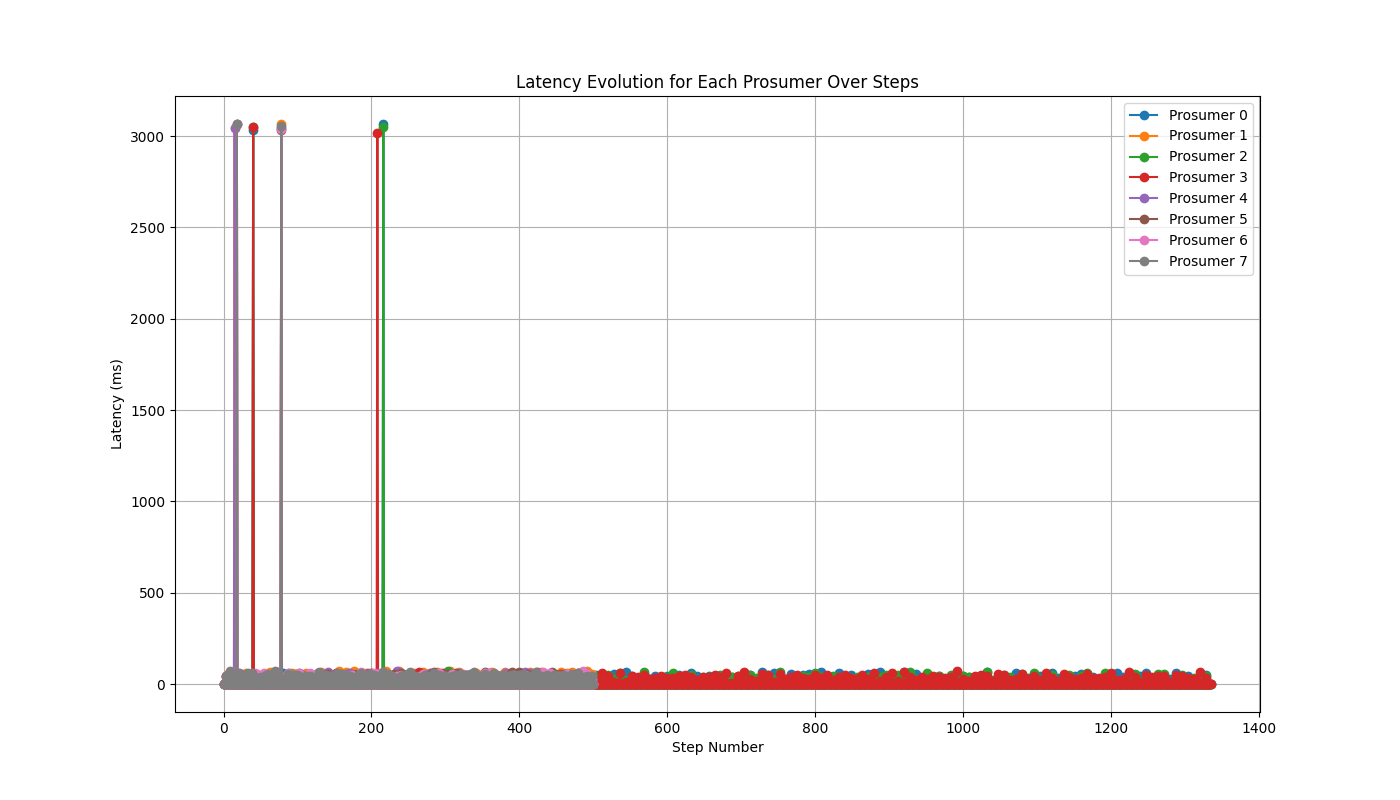 Latency Evolution for Each Prosumer Over Steps
Prosumer 0
Prosumer 1
Prosumer 2
Prosumer 3
Prosumer 4
Prosumer 5
Prosumer 6
Prosumer 7
Latency (ms)
3000
2500
2000
1500
1000
500
0
0 200 400 600 800 1000 1200 1400
Step Number